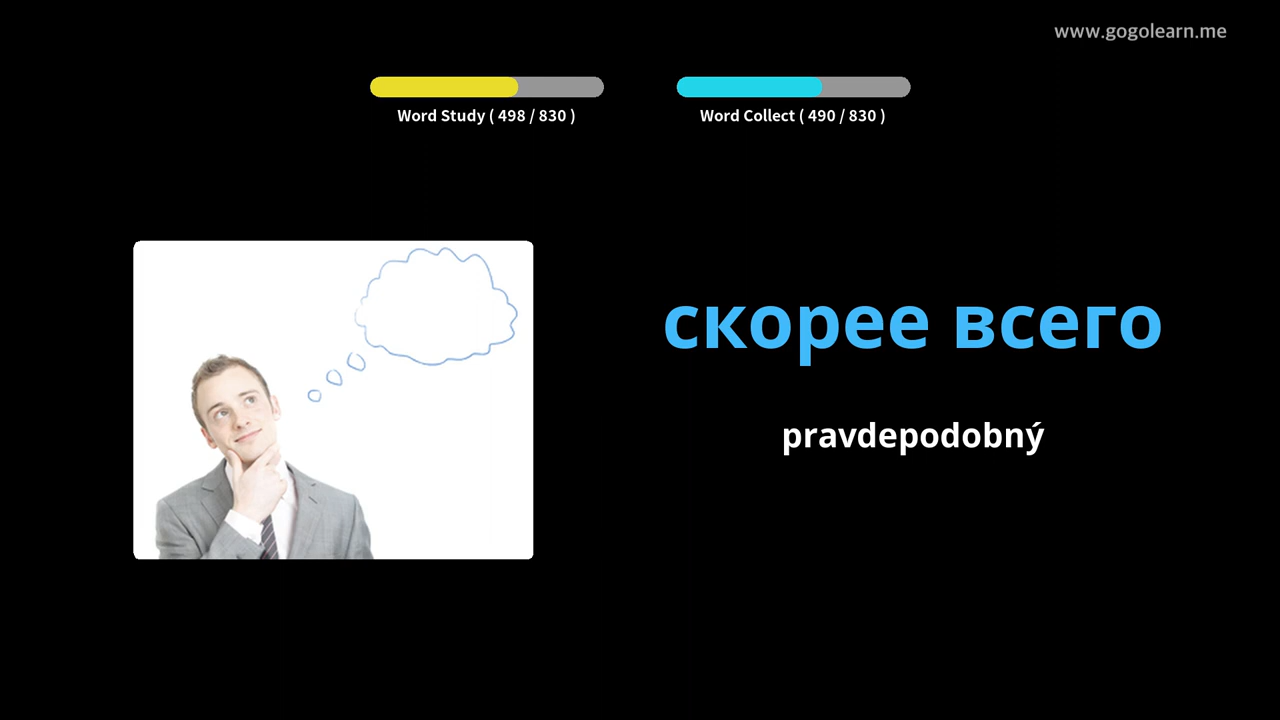 www.gogolearn.me
Word Study ( 498 / 830 )
Word Collect ( 490 / 830 )
скорее всего
pravdepodobný